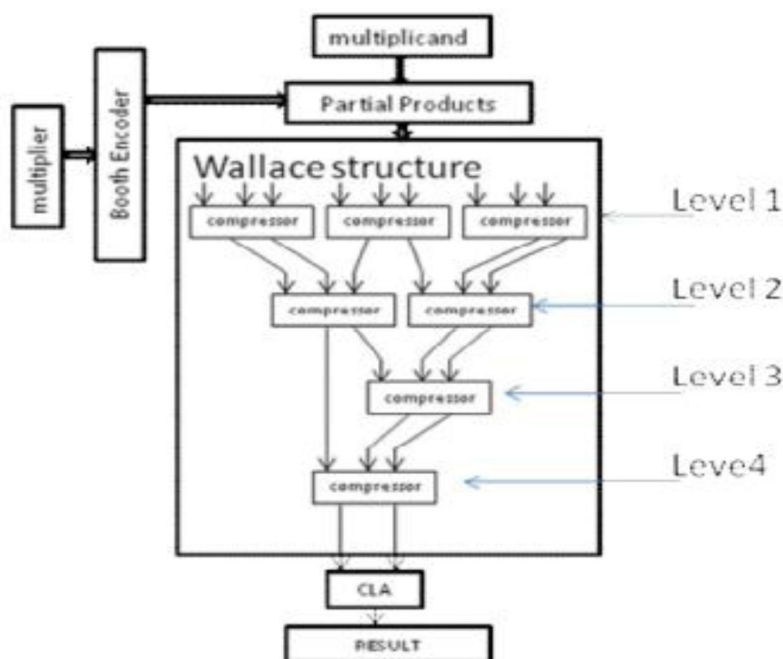 multiplicand
Partial Products
Booth Encoder
multiplier
Wallace structure
compressor compressor compressor
Level 1
compressor compressor
Level 2
compressor
Level 3
compressor
Leve4
CLA
RESULT